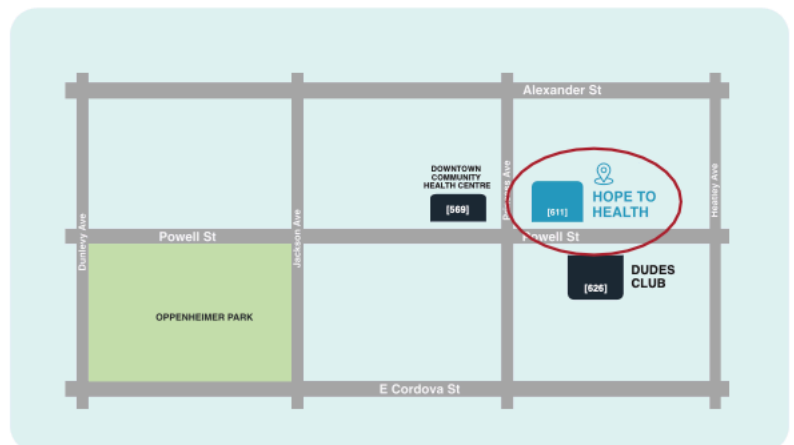 Alexander St
DOWNTOWN
COMMUNITY
HEALTH CENTRE
[569]
Ave
[611]
HOPE TO
HEALTH
Heatley Ave
Dunlevy Ave
Powell St
Jackson Ave
Powell St
[626]
DUDES
CLUB
OPPENHEIMER PARK
E Cordova St